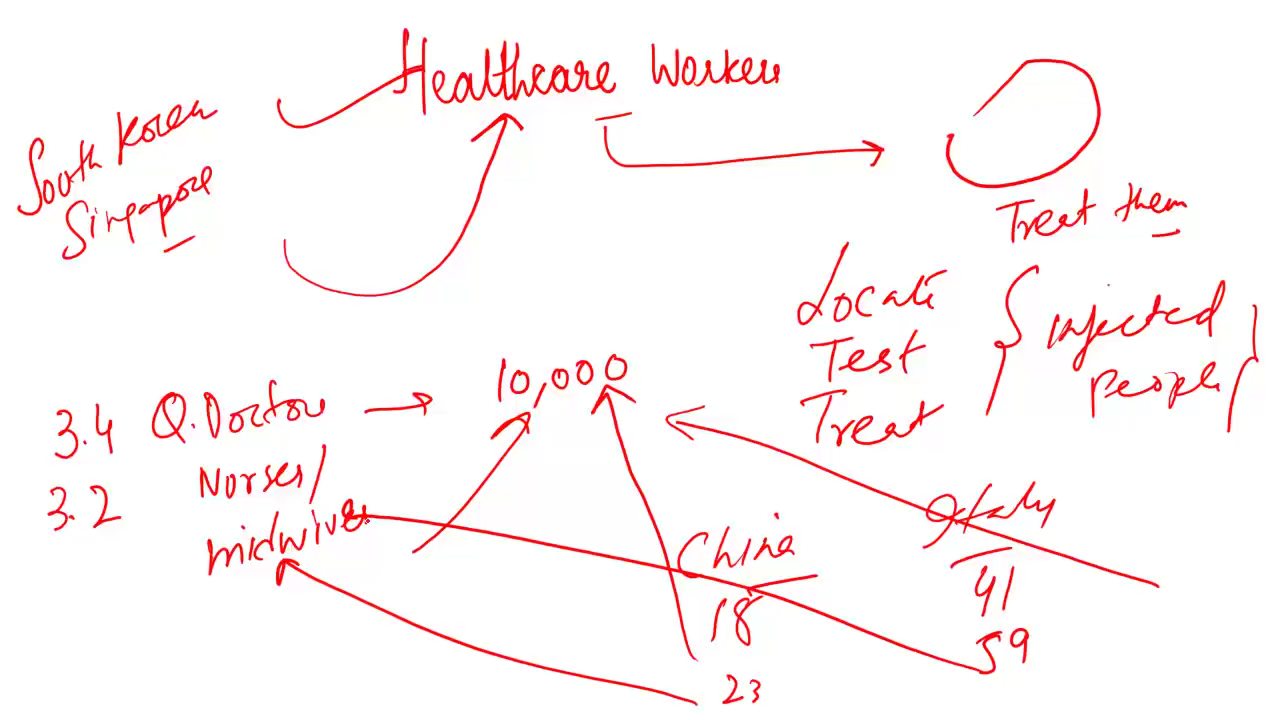 Healthcare Workers
South Korea
Singapore
Treat them
Locate
Test
Treat
infected
people
10,000
3.4 Q. Doctors
3.2 Nurses/
midwives
China
18
23
Italy
41
59